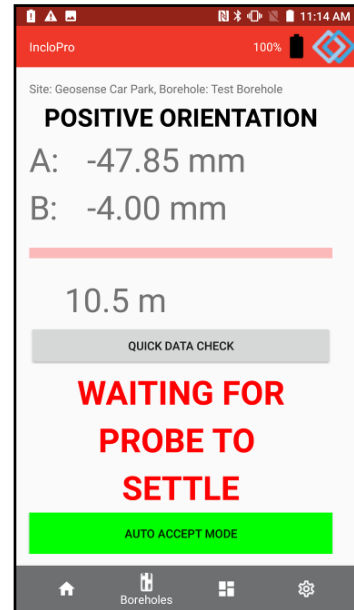 11:14 AM
IncloPro
100%
Site: Geosense Car Park, Borehole: Test Borehole
POSITIVE ORIENTATION
A: -47.85 mm
B: -4.00 mm
10.5 m
QUICK DATA CHECK
WAITING FOR
PROBE TO
SETTLE
AUTO ACCEPT MODE
Boreholes